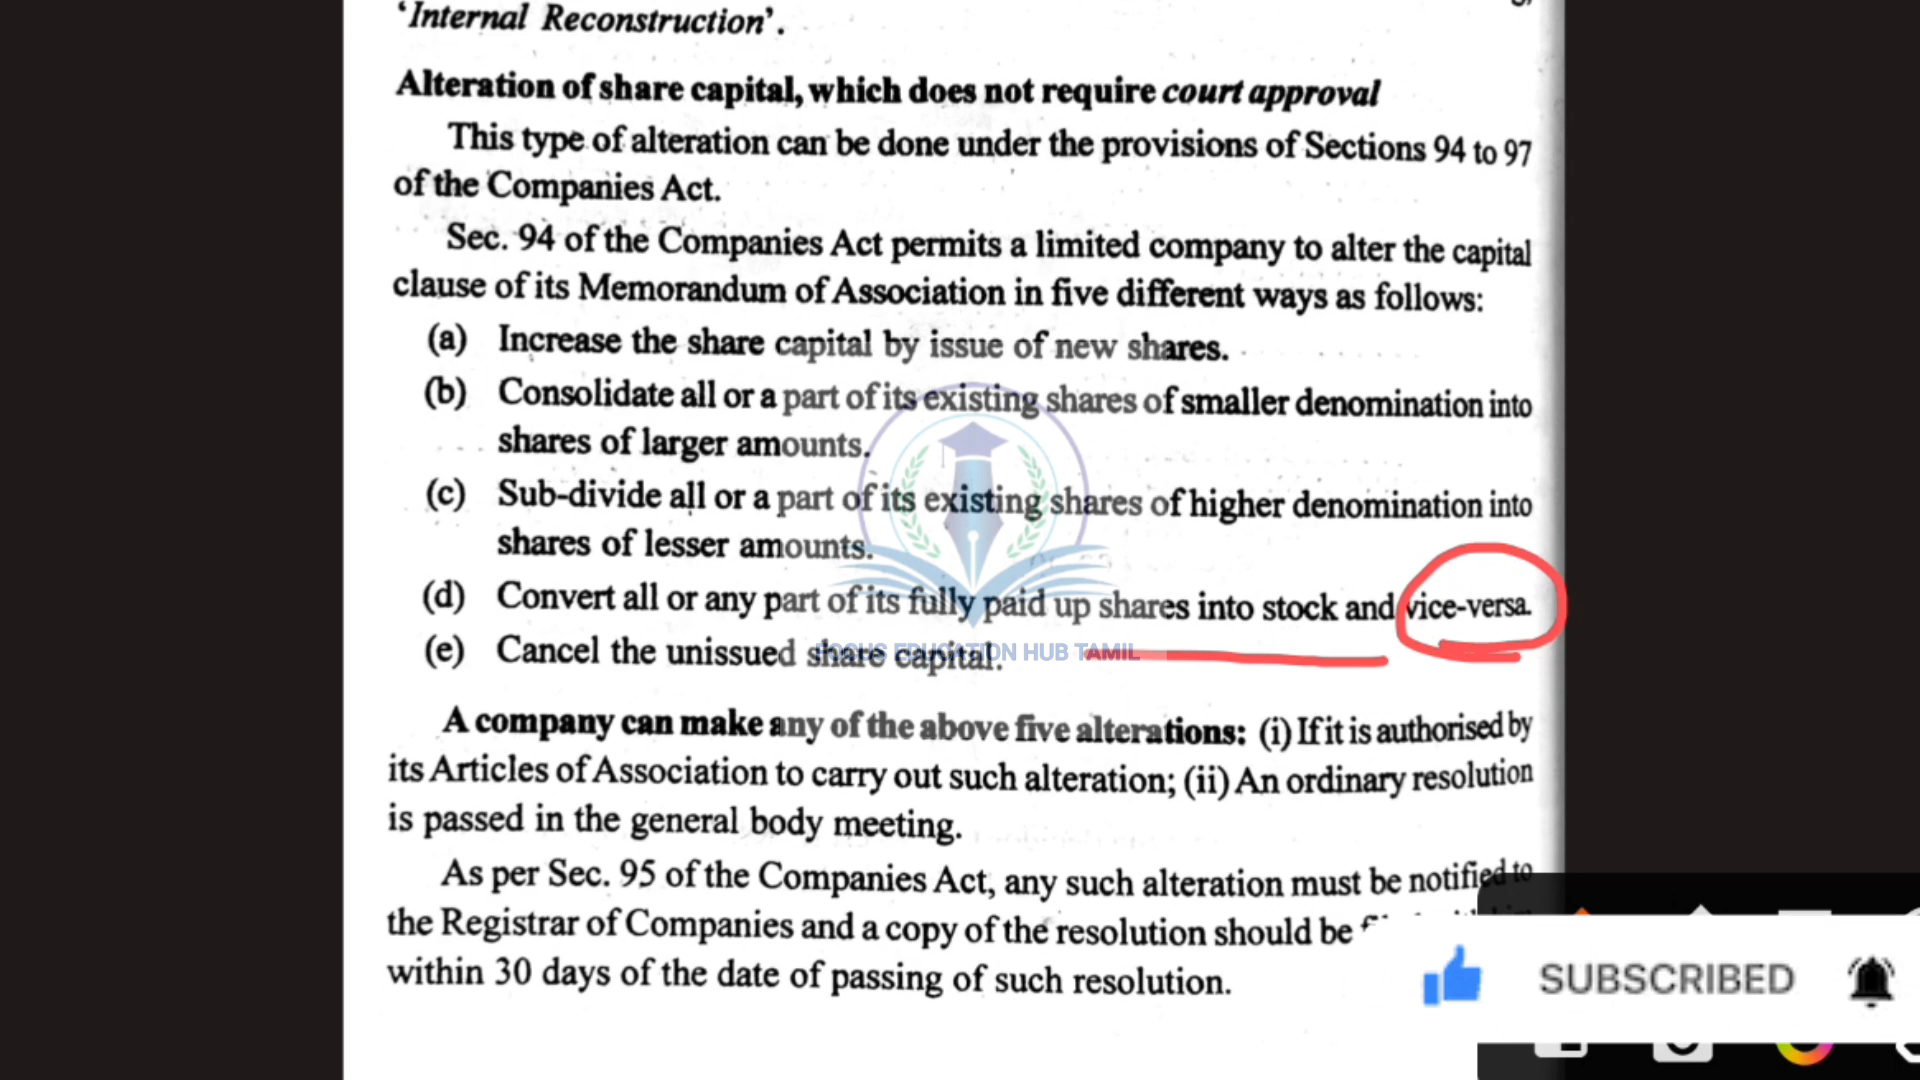 ‘Internal Reconstruction’.
Alteration of share capital, which does not require court approval
This type of alteration can be done under the provisions of Sections 94 to 97
of the Companies Act.
Sec. 94 of the Companies Act permits a limited company to alter the capital
clause of its Memorandum of Association in five different ways as follows:
(a) Increase the share capital by issue of new shares.
(b) Consolidate all or a part of its existing shares of smaller denomination into
shares of larger amounts.
(c) Sub-divide all or a part of its existing shares of higher denomination into
shares of lesser amounts.
(d) Convert all or any part of its fully paid up shares into stock and vice-versa.
(e) Cancel the unissued share capital.
FOCUS EDUCATION HUB TAMIL
A company can make any of the above five alterations: (i) If it is authorised by
its Articles of Association to carry out such alteration; (ii) An ordinary resolution
is passed in the general body meeting.
As per Sec. 95 of the Companies Act, any such alteration must be notified to
the Registrar of Companies and a copy of the resolution should be
within 30 days of the date of passing of such resolution.
SUBSCRIBED